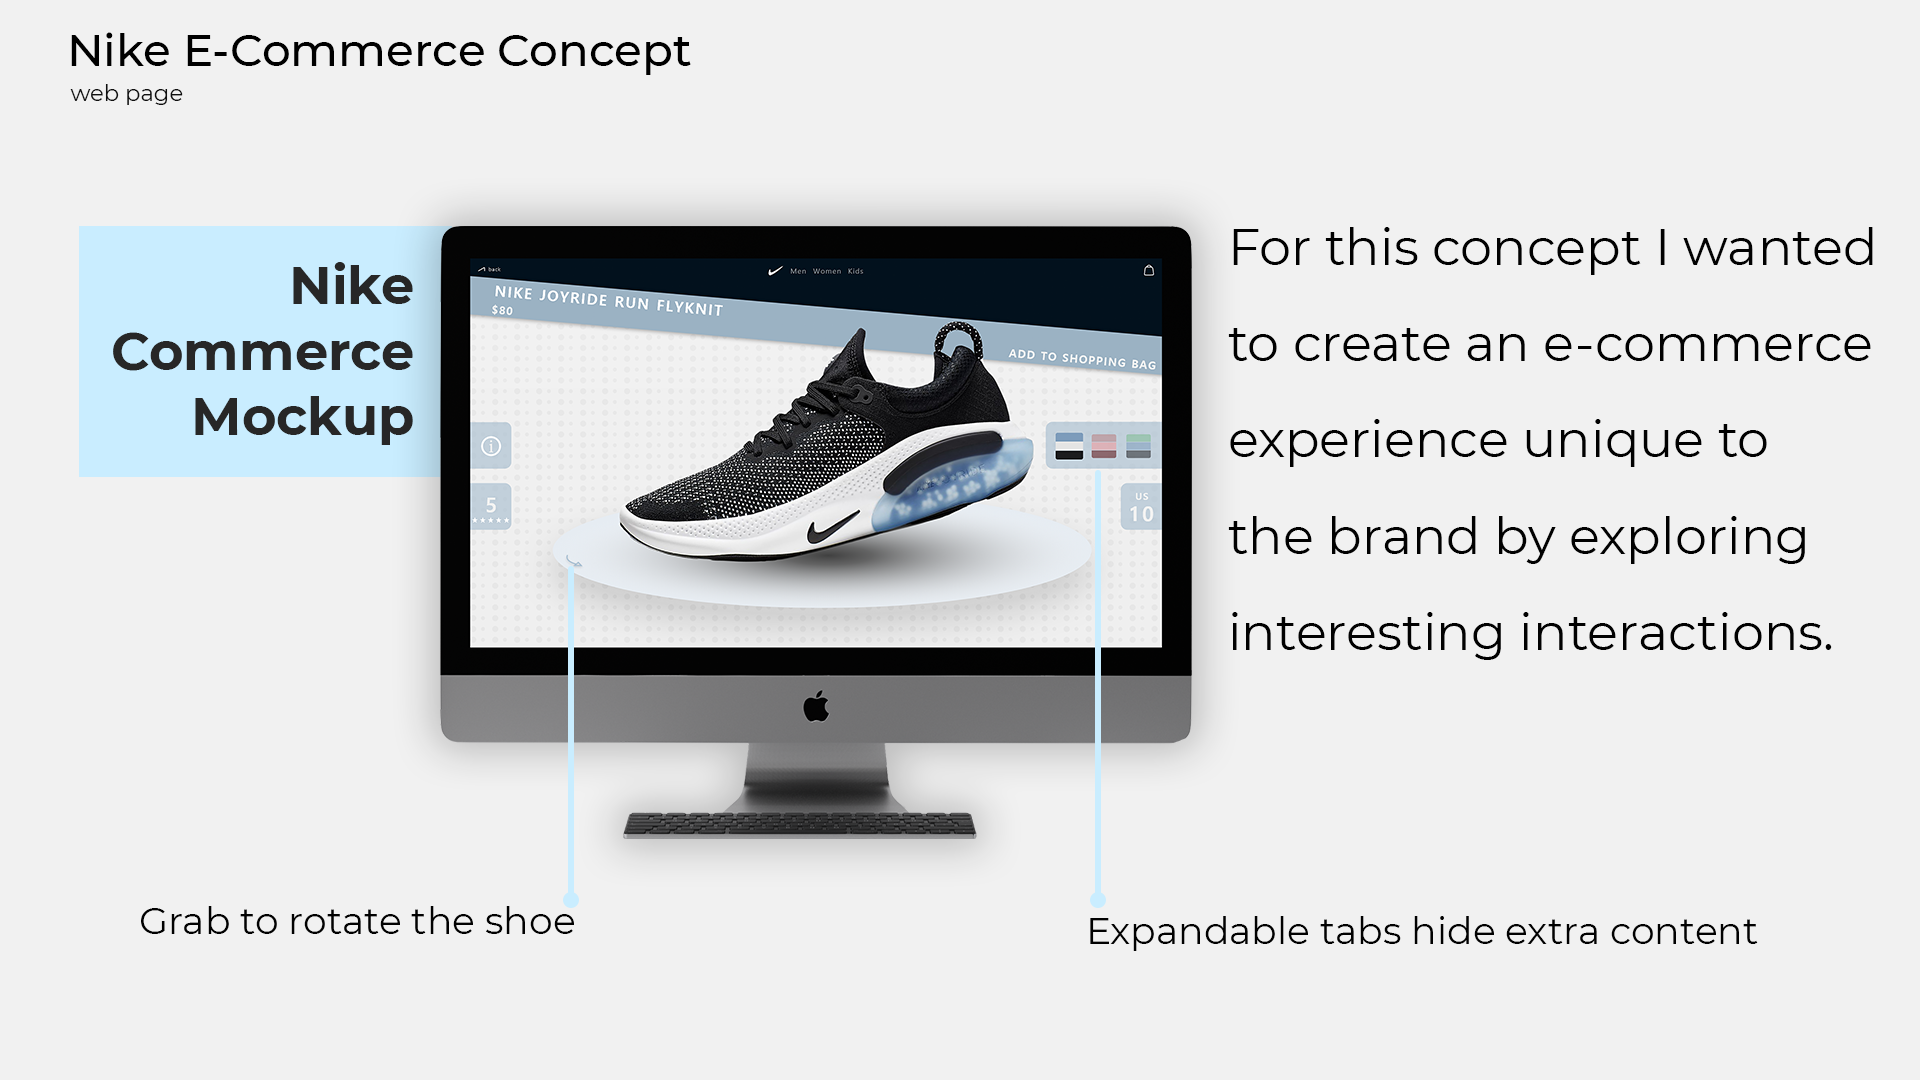 Nike E-Commerce Concept
web page
Nike
Commerce
Mockup
back
Men Women Kids
NIKE JOYRIDE RUN FLYKNIT
$80
ADD TO SHOPPING BAG
5
US
10
For this concept I wanted
to create an e-commerce
experience unique to
the brand by exploring
interesting interactions.
Grab to rotate the shoe
Expandable tabs hide extra content